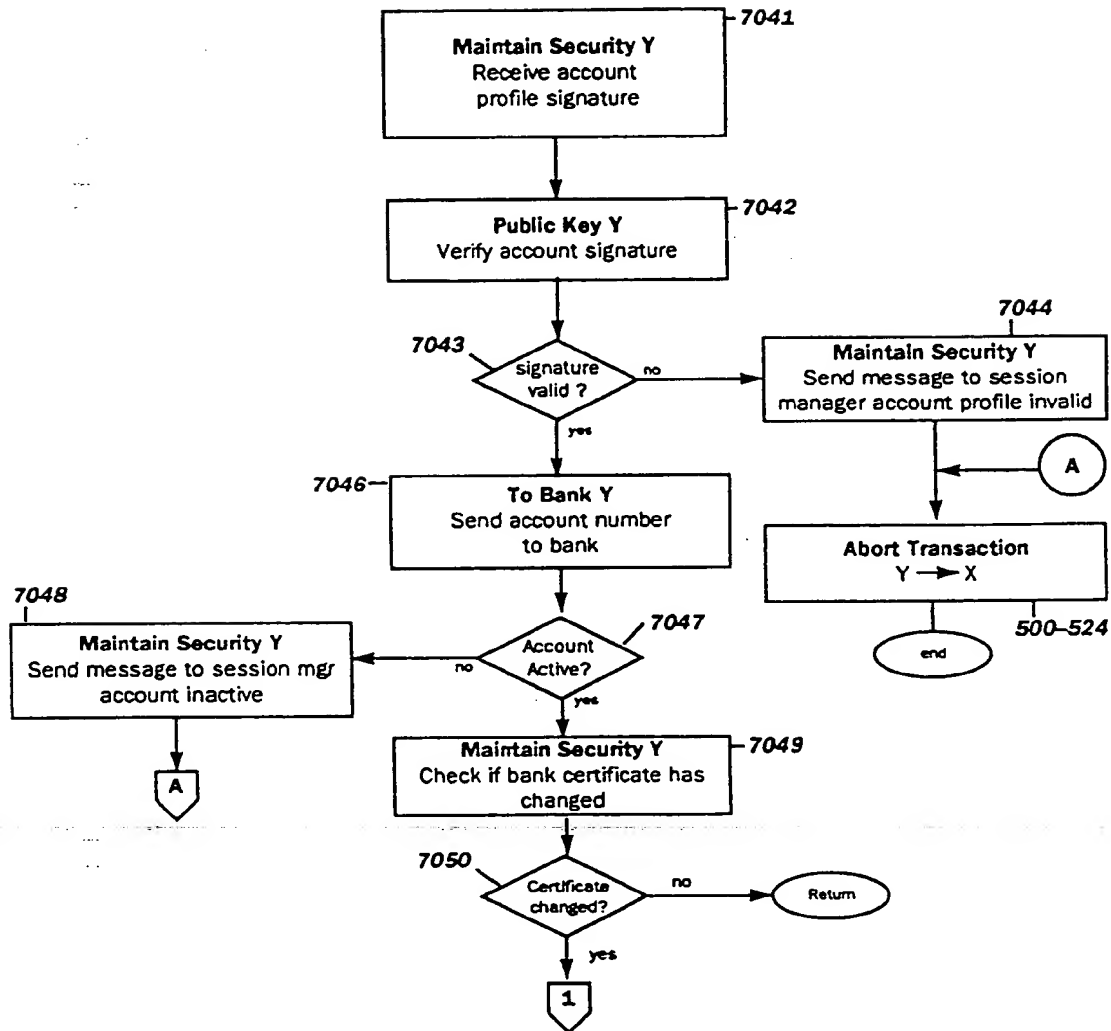 7041
Maintain Security Y
Receive account
profile signature
7042
Public Key Y
Verify account signature
7043
signature
valid ?
no
yes
7044
Maintain Security Y
Send message to session
manager account profile invalid
A
7046
To Bank Y
Send account number
to bank
Abort Transaction
Y → X
500-524
end
7047
Account
Active?
no
yes
7048
Maintain Security Y
Send message to session mgr
account inactive
A
7049
Maintain Security Y
Check if bank certificate has
changed
7050
Certificate
changed?
no
Return
yes
1